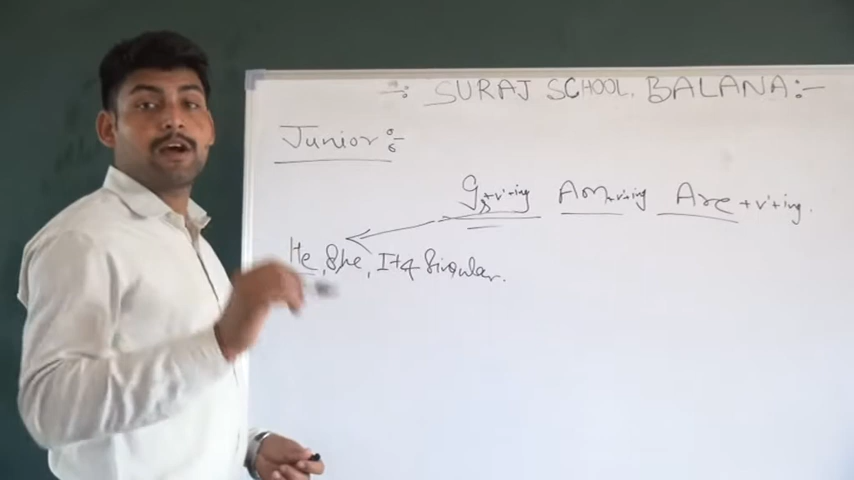 -: SURAJ SCHOOL. BALANA:-
Junior :-
Is+v'+ing Am+v'+ing Are+v'+ing.
He, She, It & Singular.